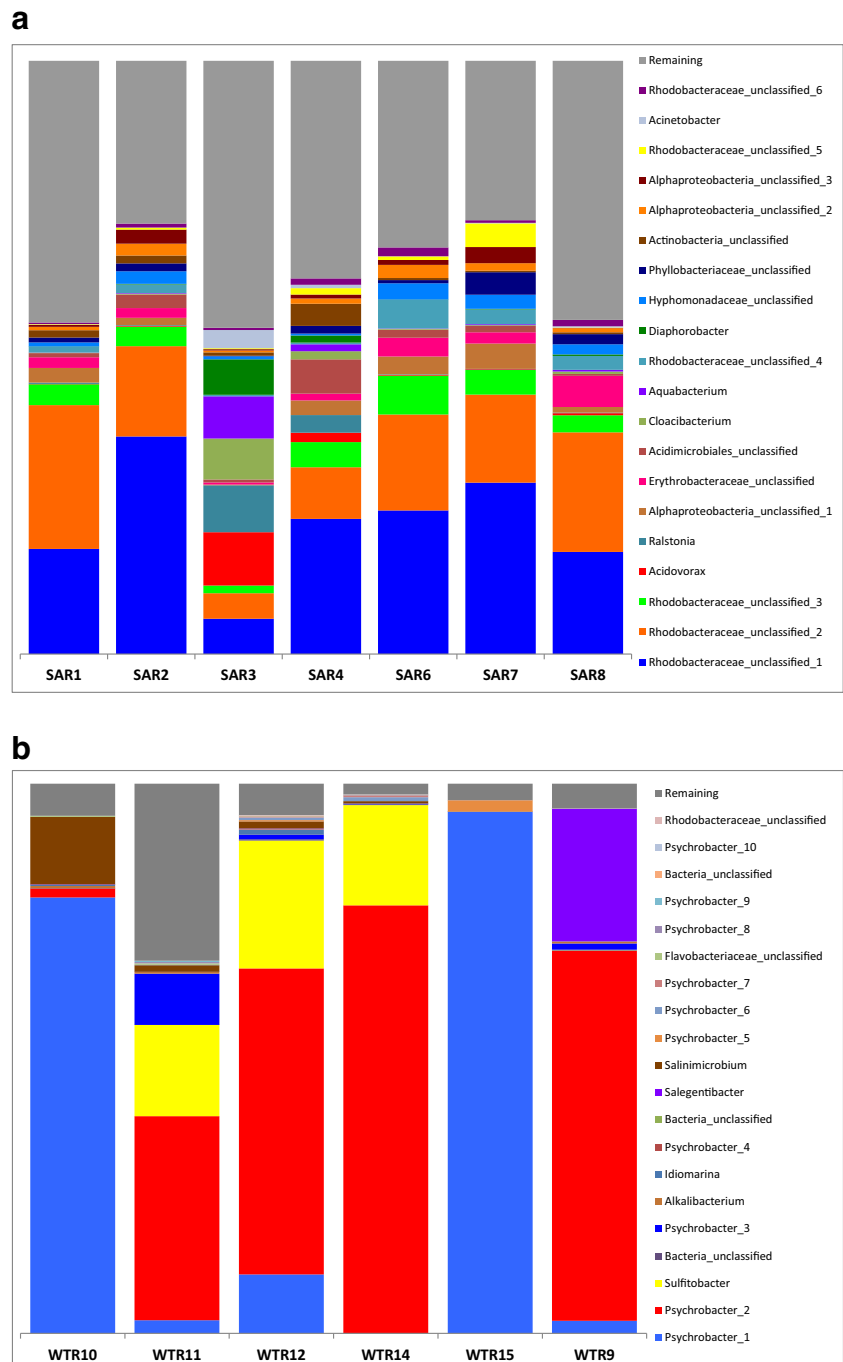 a
Remaining
Rhodobacteraceae_unclassified_6
Acinetobacter
Rhodobacteraceae_unclassified_5
Alphaproteobacteria_unclassified_3
Alphaproteobacteria_unclassified_2
Actinobacteria_unclassified
Phyllobacteriaceae_unclassified
Hyphomonadaceae_unclassified
Diaphorobacter
Rhodobacteraceae_unclassified_4
Aquabacterium
Cloacibacterium
Acidimicrobiales_unclassified
Erythrobacteraceae_unclassified
Alphaproteobacteria_unclassified_1
Ralstonia
Acidovorax
Rhodobacteraceae_unclassified_3
Rhodobacteraceae_unclassified_2
Rhodobacteraceae_unclassified_1
SAR1 SAR2 SAR3 SAR4 SAR6 SAR7 SAR8
b
Remaining
Rhodobacteraceae_unclassified
Psychrobacter_10
Bacteria_unclassified
Psychrobacter_9
Psychrobacter_8
Flavobacteriaceae_unclassified
Psychrobacter_7
Psychrobacter_6
Psychrobacter_5
Salinimicrobium
Salegentibacter
Bacteria_unclassified
Psychrobacter_4
Idiomarina
Alkalibacterium
Psychrobacter_3
Bacteria_unclassified
Sulfitobacter
Psychrobacter_2
Psychrobacter_1
WTR10 WTR11 WTR12 WTR14 WTR15 WTR9